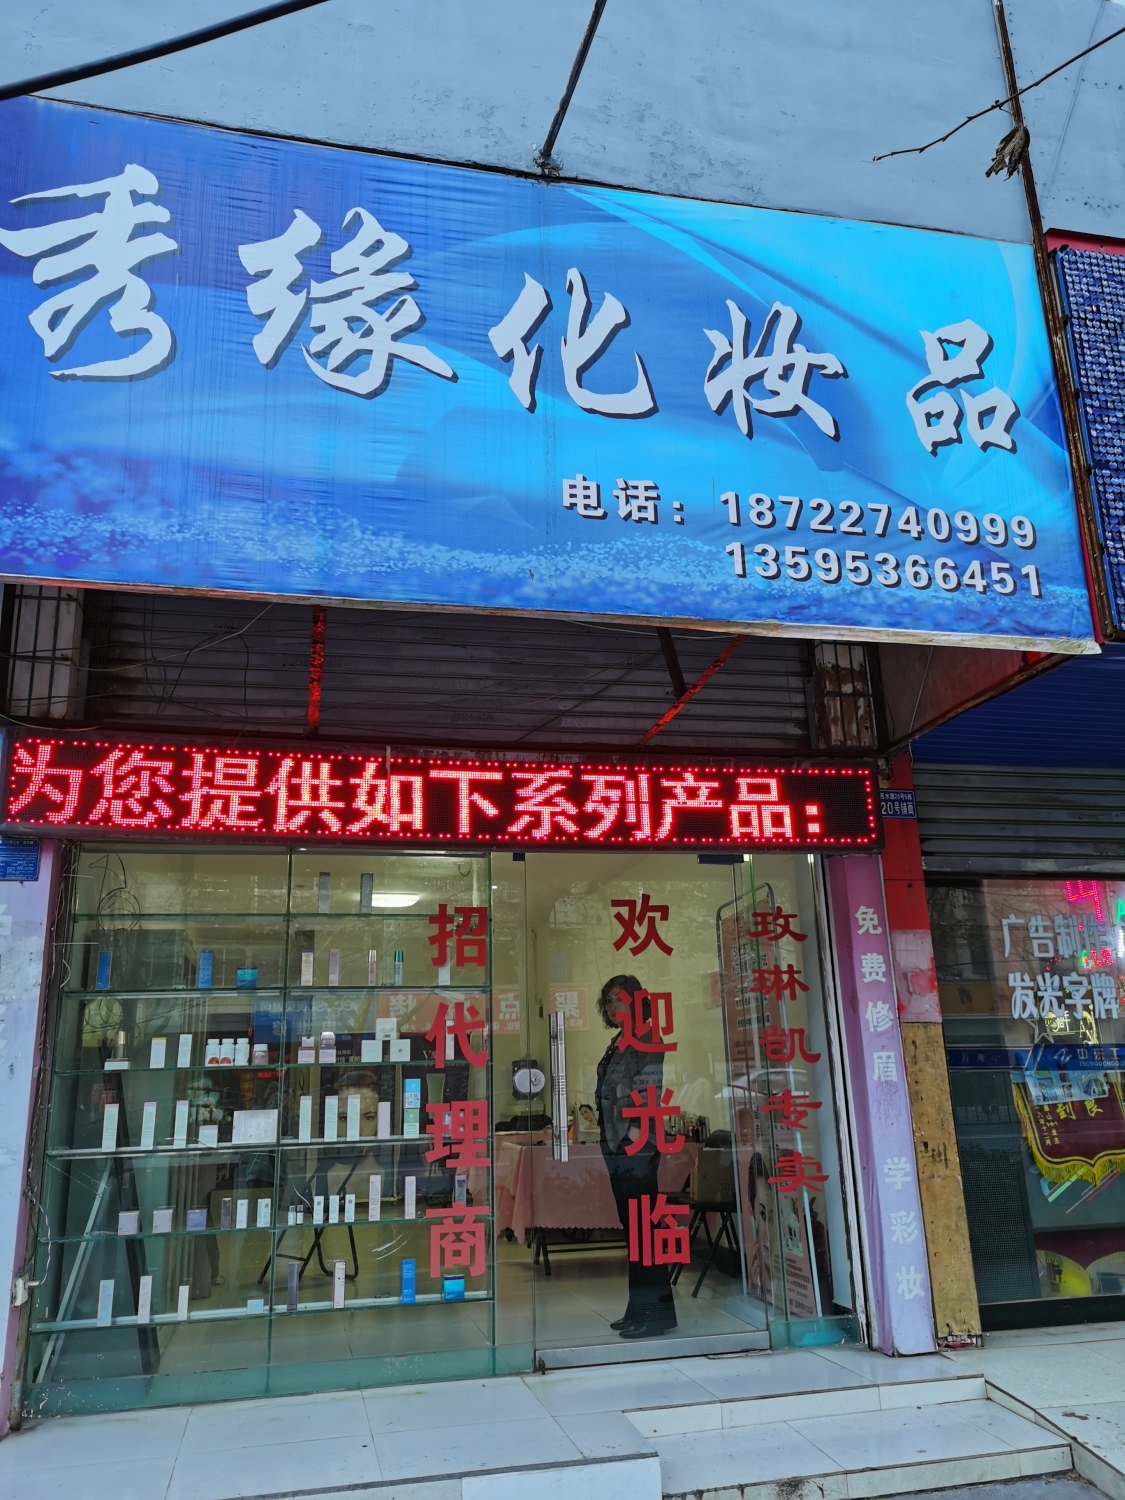 秀缘化妆品
电话：18722740999
13595366451
为您提供如下系列产品：
20号铺面
招代理商
欢迎光临
玫琳凯专卖
免费修眉 学彩妆
广告制作
发光字牌